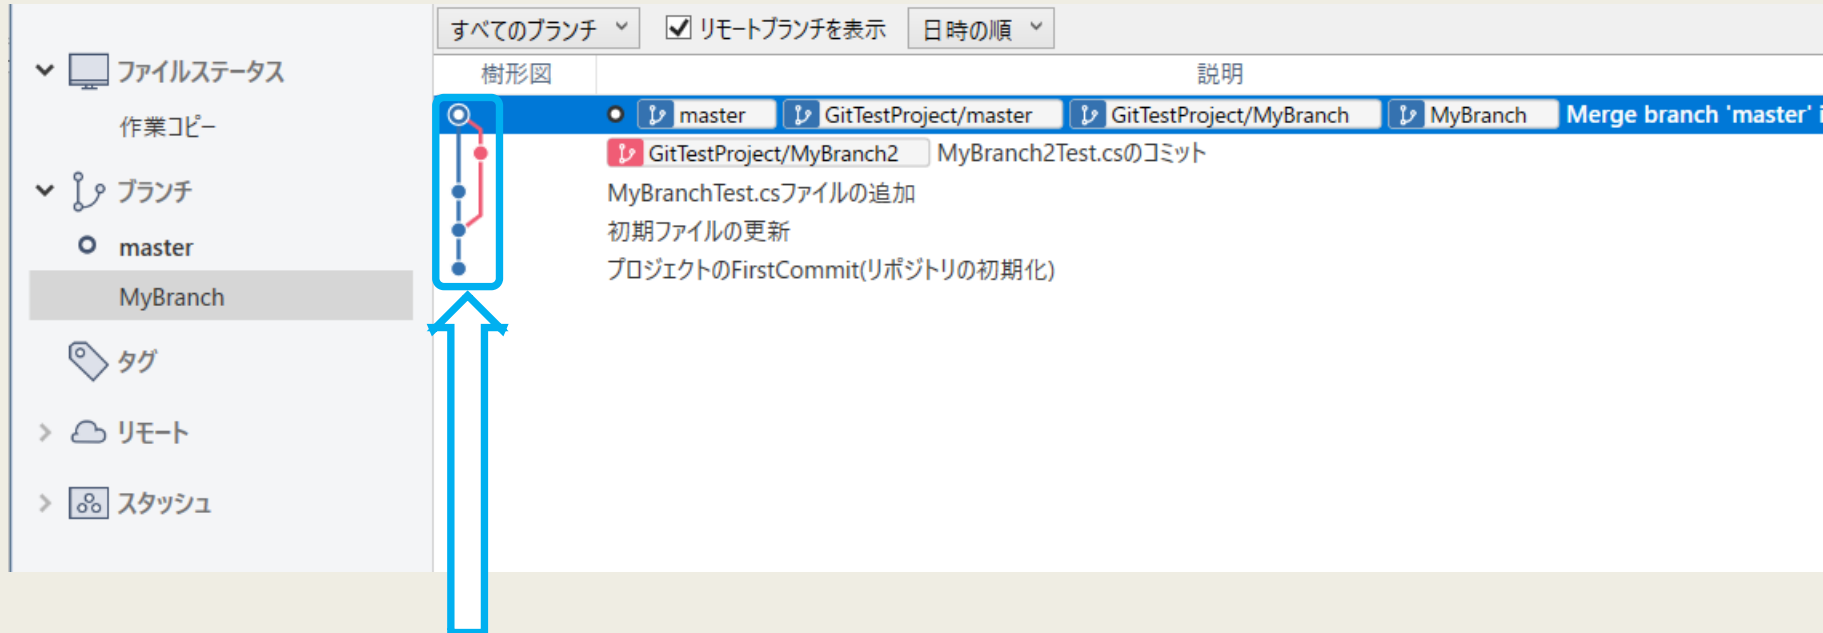 すべてのブランチ リモートブランチを表示 日時の順
ファイルステータス
作業コピー
ブランチ
master
MyBranch
タグ
リモート
スタッシュ
樹形図 説明
master GitTestProject/master GitTestProject/MyBranch MyBranch Merge branch 'master' i
GitTestProject/MyBranch2 MyBranch2Test.csのコミット
MyBranchTest.csファイルの追加
初期ファイルの更新
プロジェクトのFirstCommit(リポジトリの初期化)